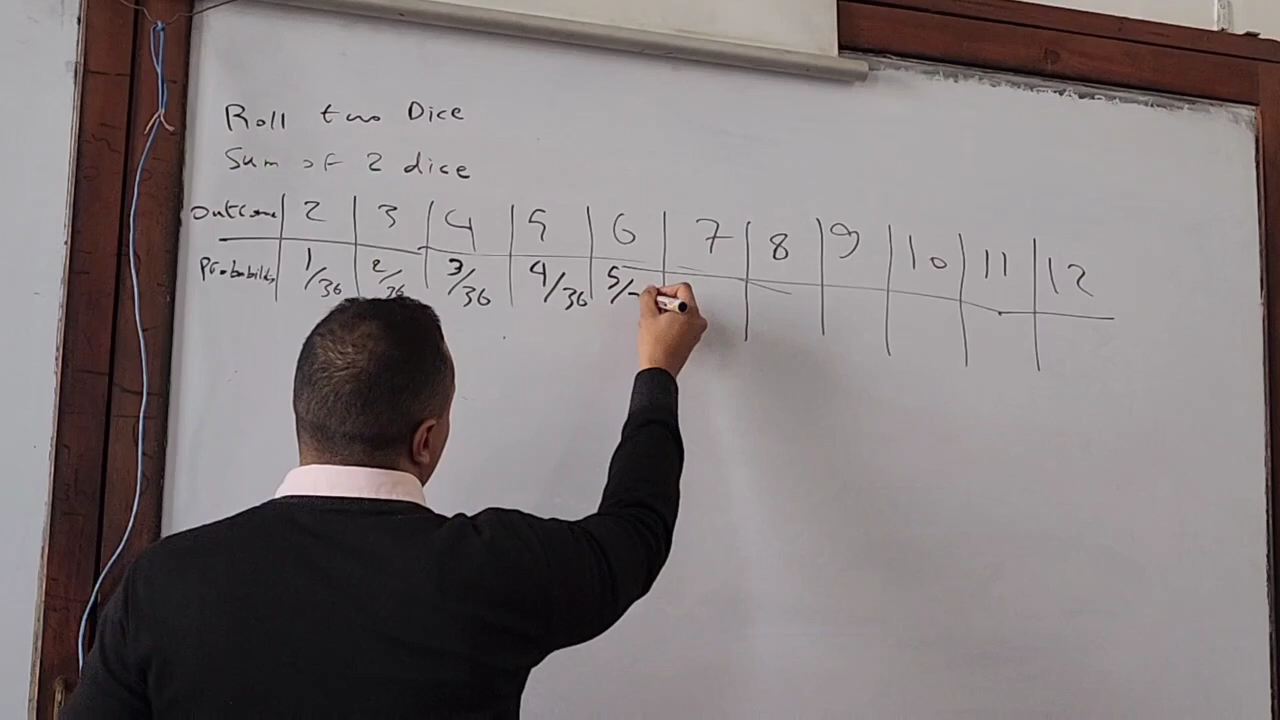 Roll two Dice
Sum of 2 dice
Outcome 2 3 4 5 6 7 8 9 10 11 12
Probability 1/36 2/36 3/36 4/36 5/